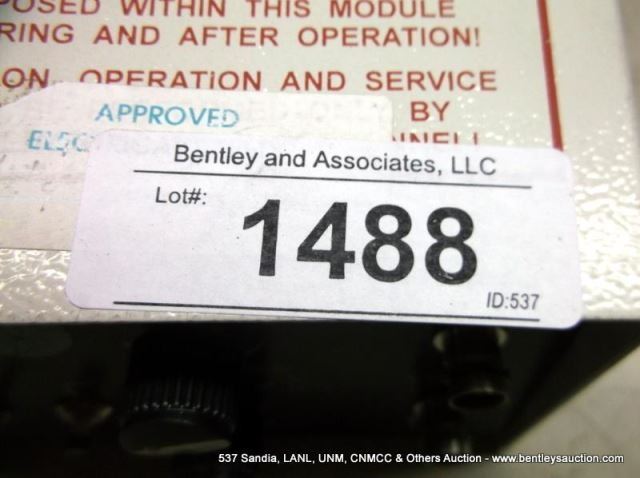 POSED WITHIN THIS MODULE
RING AND AFTER OPERATION!
ON, OPERATION AND SERVICE
BY
APPROVED
Bentley and Associates, LLC
Lot#:
1488
ID:537
537 Sandia, LANL, UNM, CNMCC & Others Auction - www.bentleysauction.com